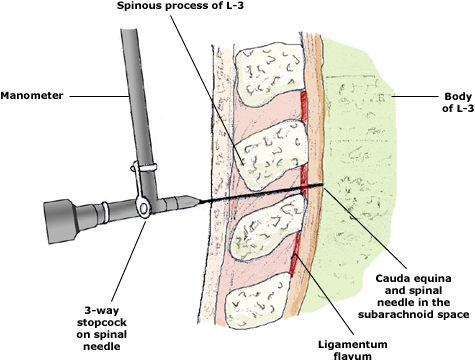 Spinous process of L-3
Manometer
Body
of L-3
3-way
stopcock
on spinal
needle
Cauda equina
and spinal
needle in the
subarachnoid space
Ligamentum
flavum